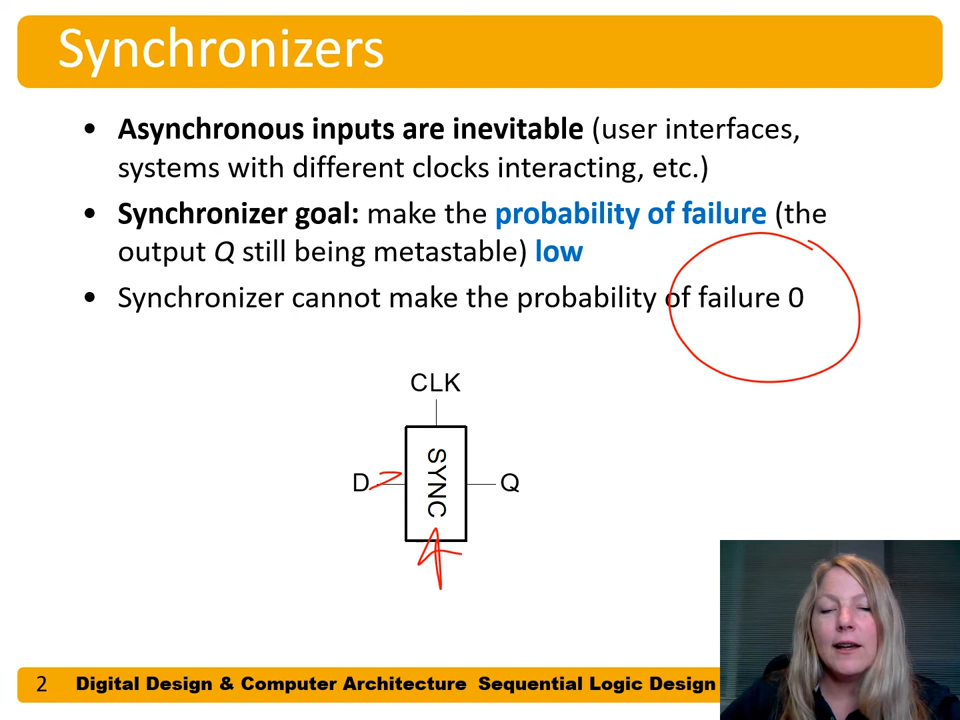 Synchronizers
• Asynchronous inputs are inevitable (user interfaces,
systems with different clocks interacting, etc.)
• Synchronizer goal: make the probability of failure (the
output Q still being metastable) low
• Synchronizer cannot make the probability of failure 0
CLK
D
SYNC
Q
2 Digital Design & Computer Architecture Sequential Logic Design